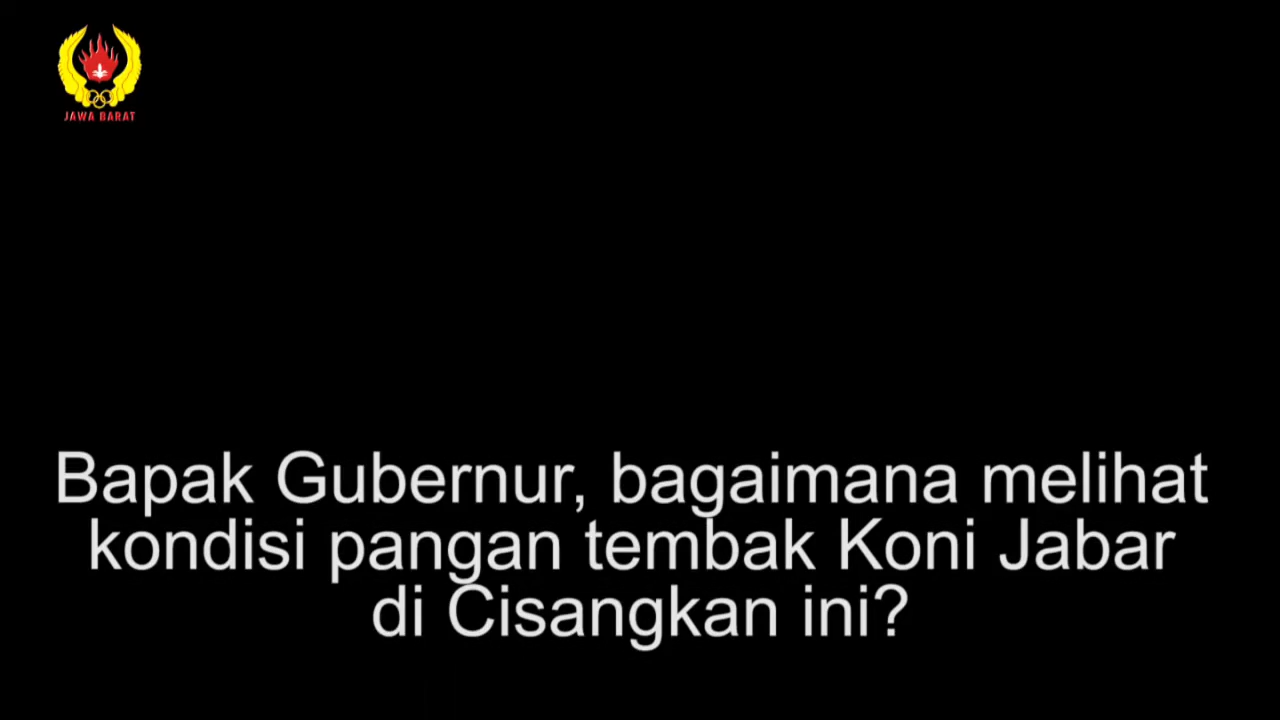 JAWA BARAT
Bapak Gubernur, bagaimana melihat
kondisi pangan tembak Koni Jabar
di Cisangkan ini?